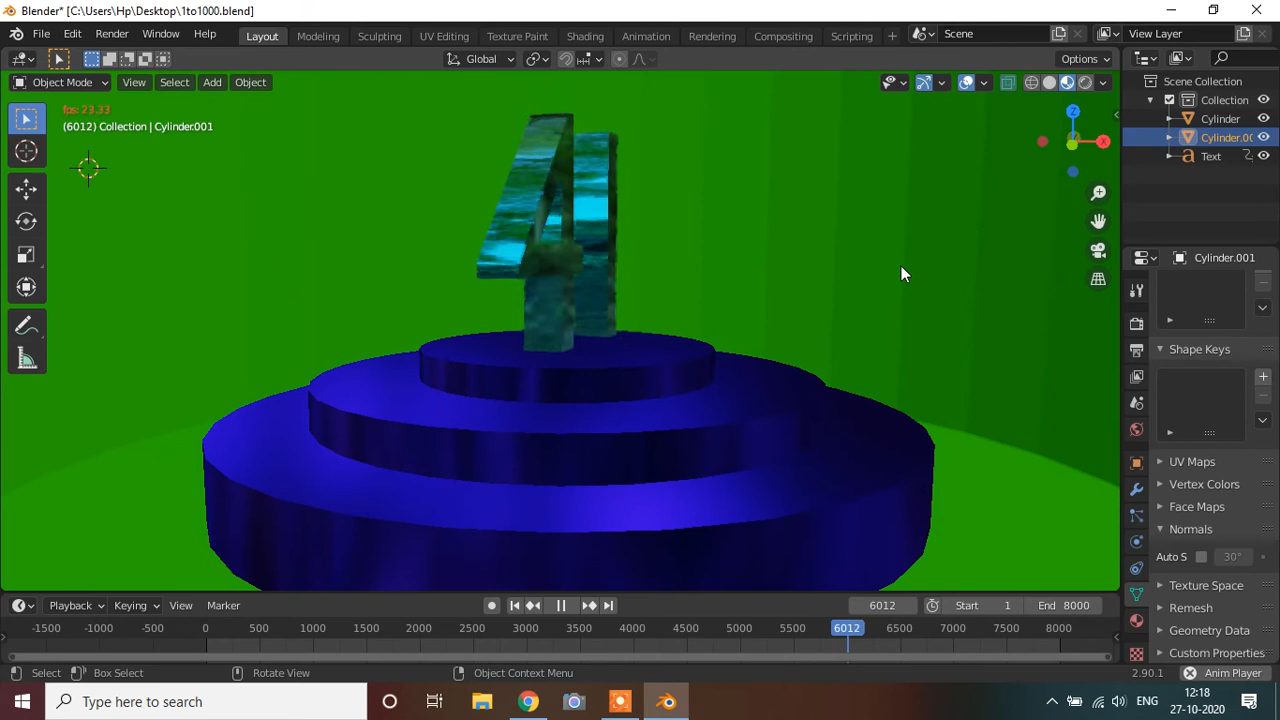 Blender* [C:\Users\Hp\Desktop\1to1000.blend]
File Edit Render Window Help Layout Modeling Sculpting UV Editing Texture Paint Shading Animation Rendering Compositing Scripting Scene View Layer
Global Options
Object Mode View Select Add Object
Scene Collection
Collection
Cylinder
Cylinder.00
Text
fps: 23.33
(6012) Collection | Cylinder.001
Z
X
4
Cylinder.001
Shape Keys
UV Maps
Vertex Colors
Face Maps
Normals
Auto S 30°
Texture Space
Remesh
Geometry Data
Custom Properties
Playback Keying View Marker 6012 Start 1 End 8000
-1500 -1000 -500 0 500 1000 1500 2000 2500 3000 3500 4000 4500 5000 5500 6012 6500 7000 7500 8000
Select Box Select Rotate View Object Context Menu 2.90.1 Anim Player
Type here to search
ENG
12:18
27-10-2020